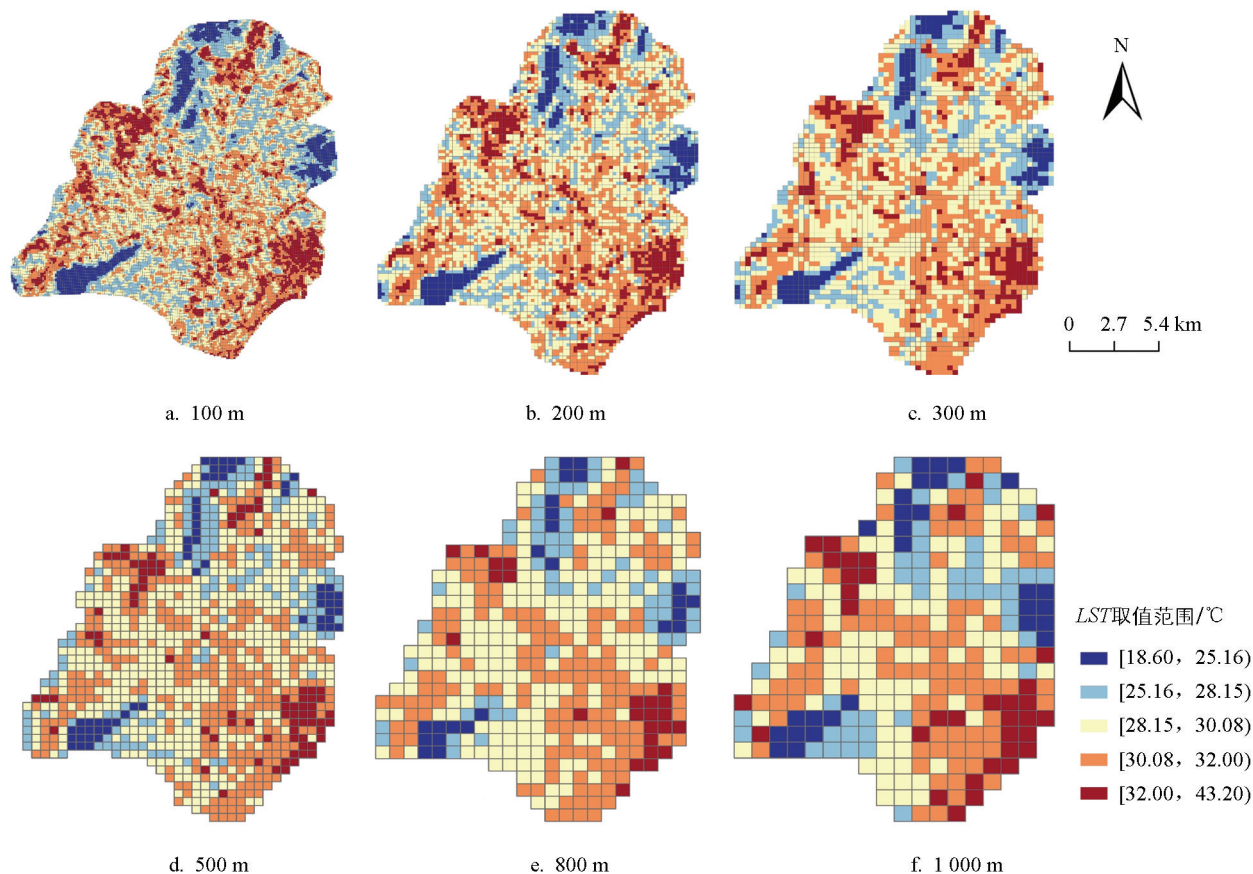 N
0 2.7 5.4 km
a. 100 m
b. 200 m
c. 300 m
LST取值范围/℃
[18.60，25.16)
[25.16，28.15)
[28.15，30.08)
[30.08，32.00)
[32.00，43.20)
d. 500 m
e. 800 m
f. 1 000 m